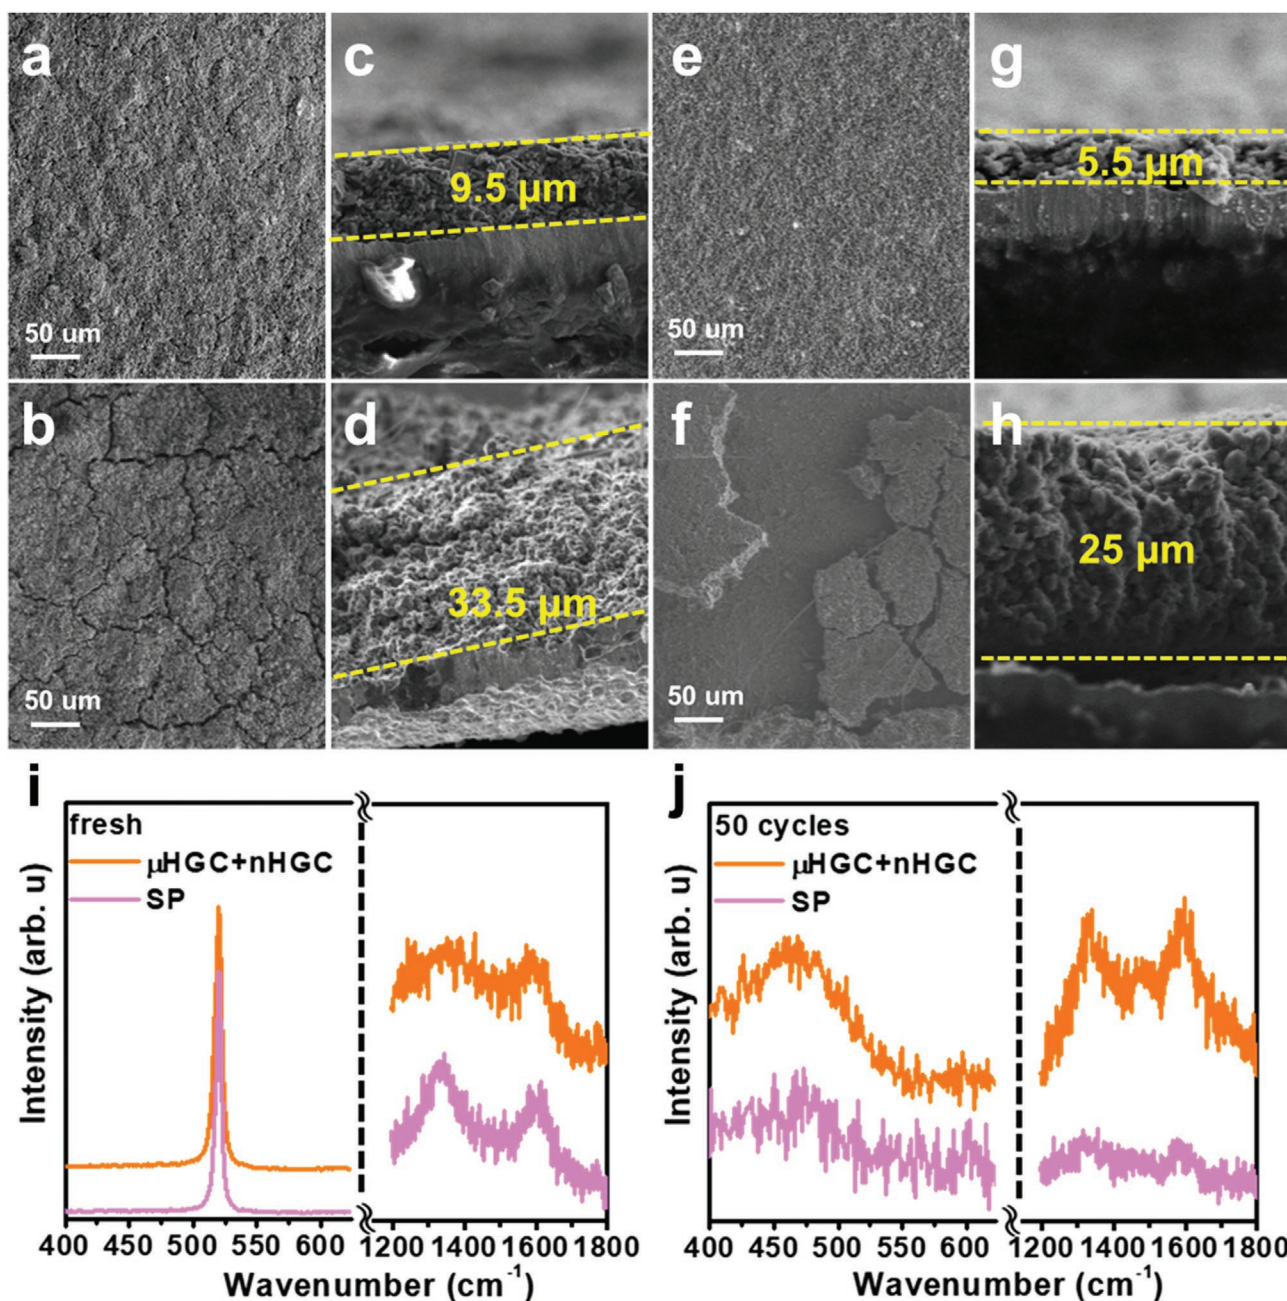 a
c
e
g
9.5 µm
5.5 µm
50 um
50 um
b
d
f
h
33.5 µm
25 µm
50 um
50 um
i
fresh
µHGC+nHGC
SP
Intensity (arb. u)
400 500 600 1200 1400 1600 1800
Wavenumber (cm⁻¹)
j
50 cycles
µHGC+nHGC
SP
Intensity (arb. u)
400 450 500 550 600 1200 1400 1600 1800
Wavenumber (cm⁻¹)